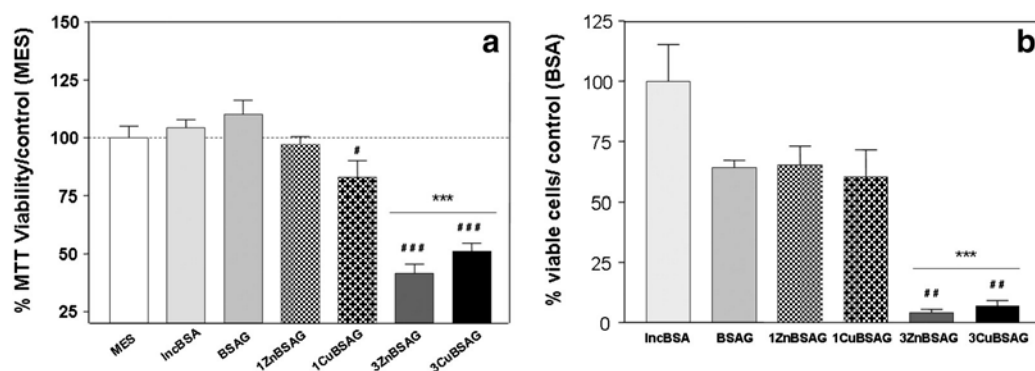 a
% MTT Viability/control (MES)
150
125
100
75
50
25
#
***
###
###
MES
IncBSA
BSAG
1ZnBSAG
1CuBSAG
3ZnBSAG
3CuBSAG
b
% viable cells/ control (BSA)
125
100
75
50
25
0
***
##
##
IncBSA
BSAG
1ZnBSAG
1CuBSAG
3ZnBSAG
3CuBSAG